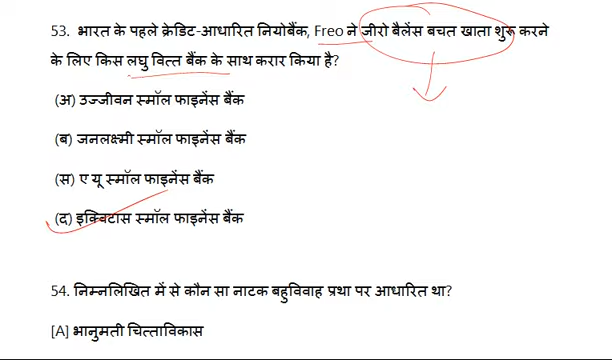 53. भारत के पहले क्रेडिट-आधारित नियोबैंक, Freo ने जीरो बैलेंस बचत खाता शुरू करने
के लिए किस लघु वित्त बैंक के साथ करार किया है?
(अ) उज्जीवन स्मॉल फाइनेंस बैंक
(ब) जनलक्ष्मी स्मॉल फाइनेंस बैंक
(स) ए यू स्मॉल फाइनेंस बैंक
(द) इक्विटास स्मॉल फाइनेंस बैंक
54. निम्नलिखित में से कौन सा नाटक बहुविवाह प्रथा पर आधारित था?
[A] भानुमती चित्ताविकास